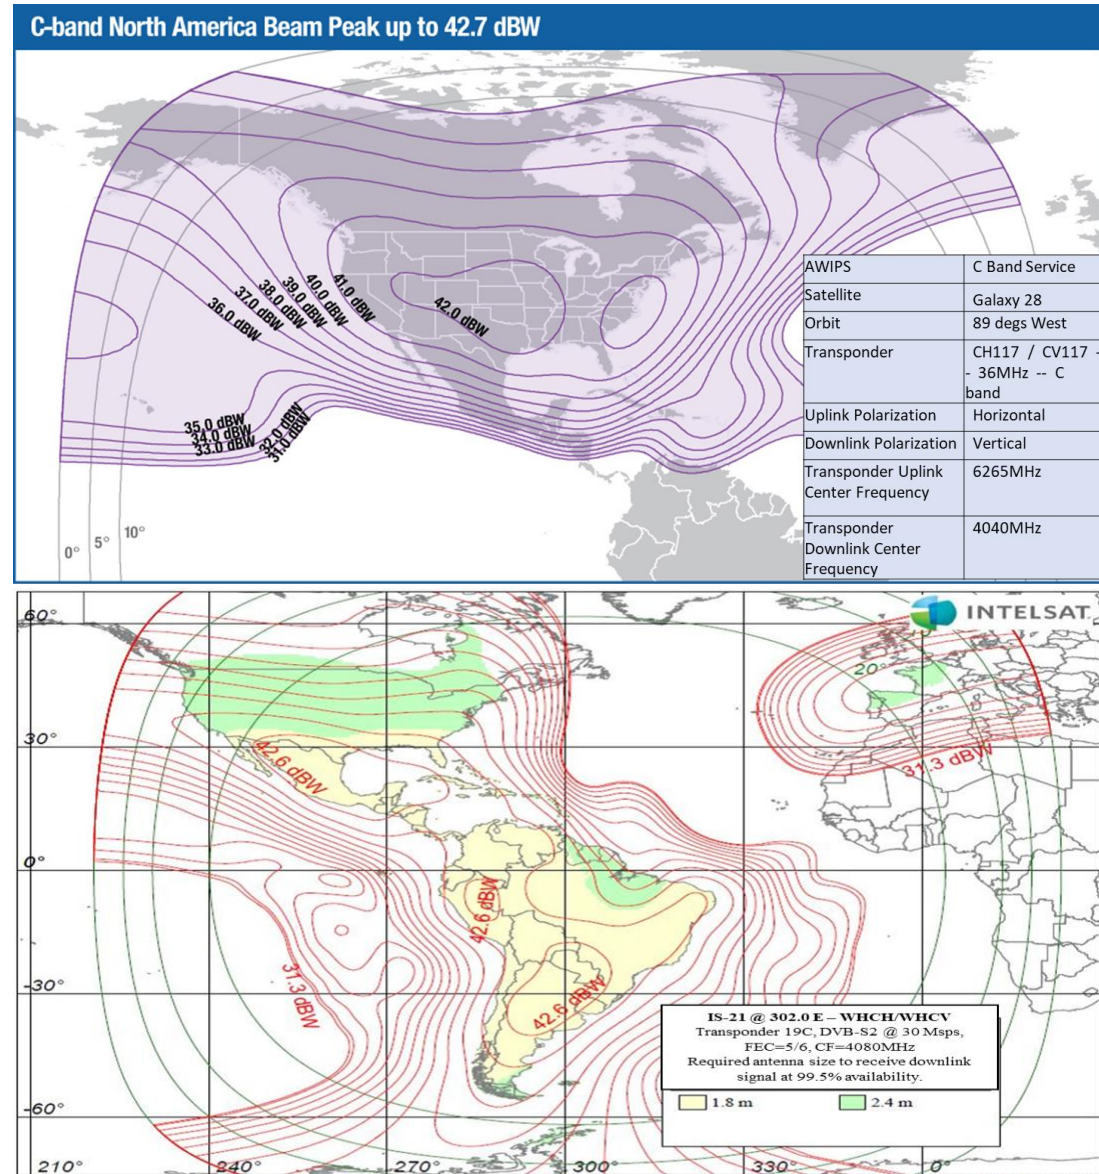 C-band North America Beam Peak up to 42.7 dBW
36.0 dBW
37.0 dBW
38.0 dBW
39.0 dBW
40.0 dBW
41.0 dBW
42.0 dBW
35.0 dBW
34.0 dBW
33.0 dBW
32.0 dBW
31.0 dBW
0°
5°
10°
AWIPS C Band Service
Satellite Galaxy 28
Orbit 89 degs West
Transponder CH117 / CV117 -
- 36MHz -- C
band
Uplink Polarization Horizontal
Downlink Polarization Vertical
Transponder Uplink 6265MHz
Center Frequency
Transponder 4040MHz
Downlink Center
Frequency
INTELSAT
60°
30°
0°
-30°
-60°
20°
31.3 dBW
42.6 dBW
42.6 dBW
42.6 dBW
31.3 dBW
IS-21 @ 302.0 E – WHCH/WHCV
Transponder 19C, DVB-S2 @ 30 Msps,
FEC=5/6, CF=4080MHz
Required antenna size to receive downlink
signal at 99.5% availability.
1.8 m 2.4 m
210° 240° 270° 300° 330° 0°